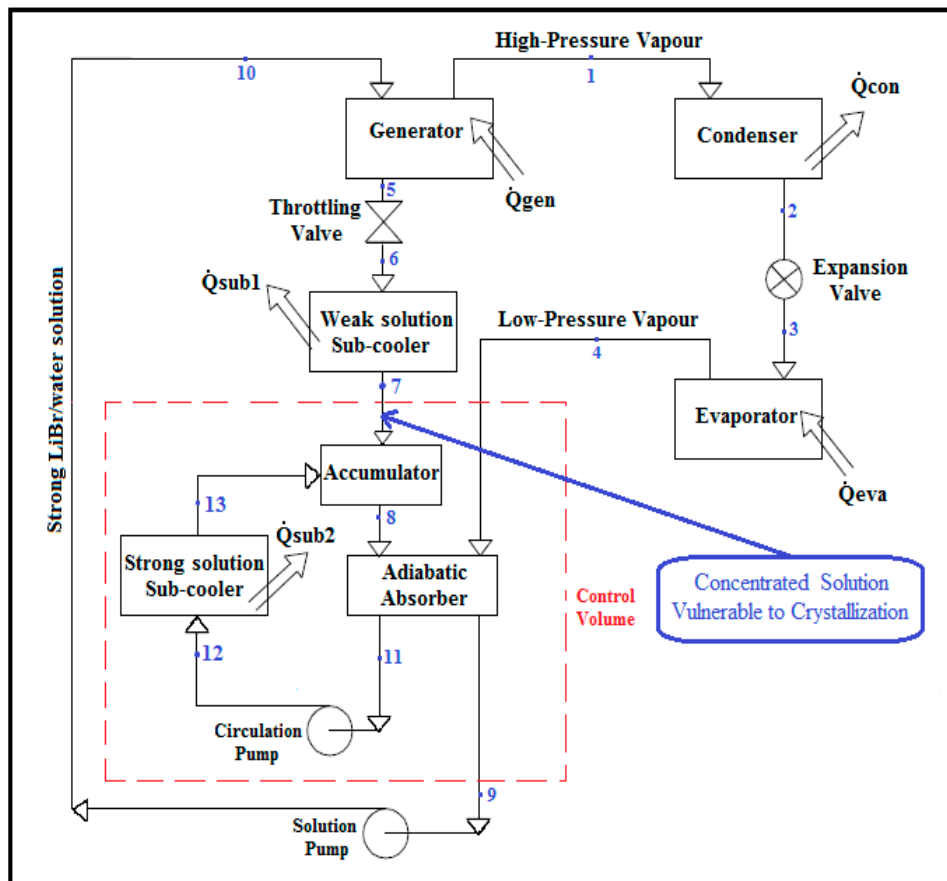 High-Pressure Vapour
10
1
Q̇con
Generator
Condenser
Q̇gen
5
2
Throttling
Valve
6
Expansion
Valve
Q̇sub1
Weak solution
Sub-cooler
Low-Pressure Vapour
3
4
7
Evaporator
Q̇eva
Strong LiBr/water solution
Accumulator
13
8
Q̇sub2
Strong solution
Sub-cooler
Adiabatic
Absorber
Control
Volume
Concentrated Solution
Vulnerable to Crystallization
12
11
Circulation
Pump
9
Solution
Pump